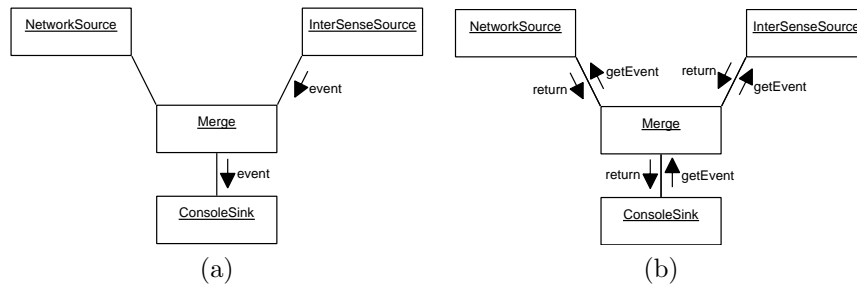 NetworkSource
InterSenseSource
event
Merge
event
ConsoleSink
(a)
NetworkSource
InterSenseSource
getEvent
return
return
getEvent
Merge
return
getEvent
ConsoleSink
(b)